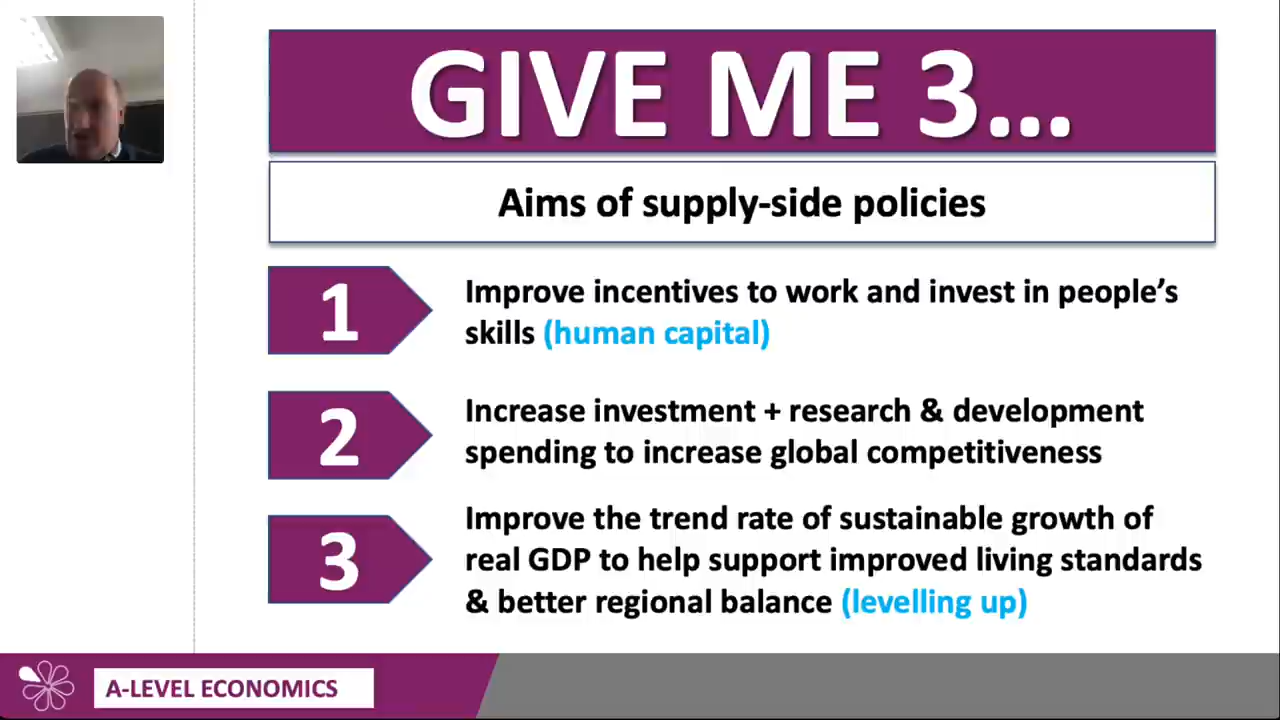 GIVE ME 3...
Aims of supply-side policies
1
Improve incentives to work and invest in people’s
skills (human capital)
2
Increase investment + research & development
spending to increase global competitiveness
3
Improve the trend rate of sustainable growth of
real GDP to help support improved living standards
& better regional balance (levelling up)
A-LEVEL ECONOMICS